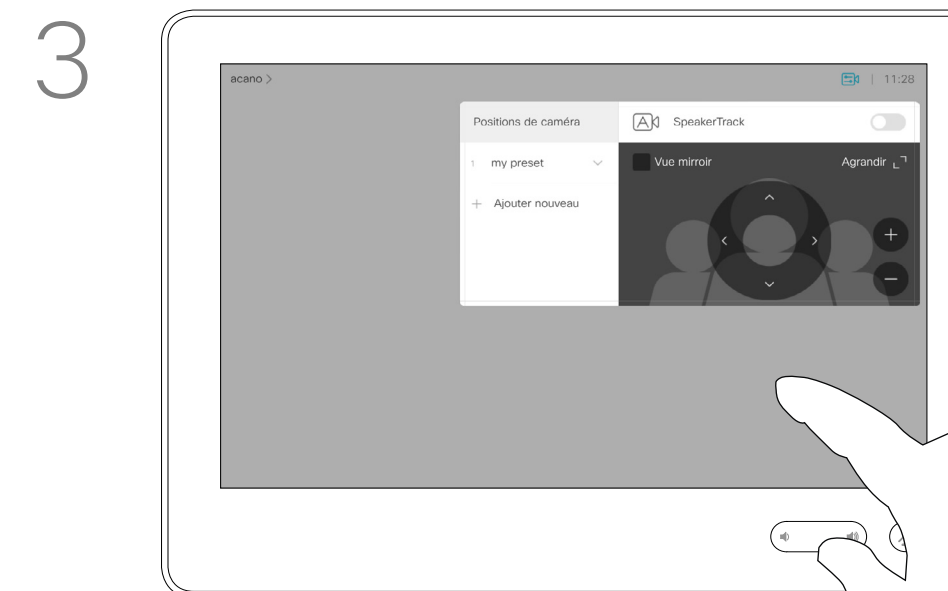 3
acano >
11:28
Positions de caméra
SpeakerTrack
1 my preset
Vue mirroir
Agrandir
+ Ajouter nouveau